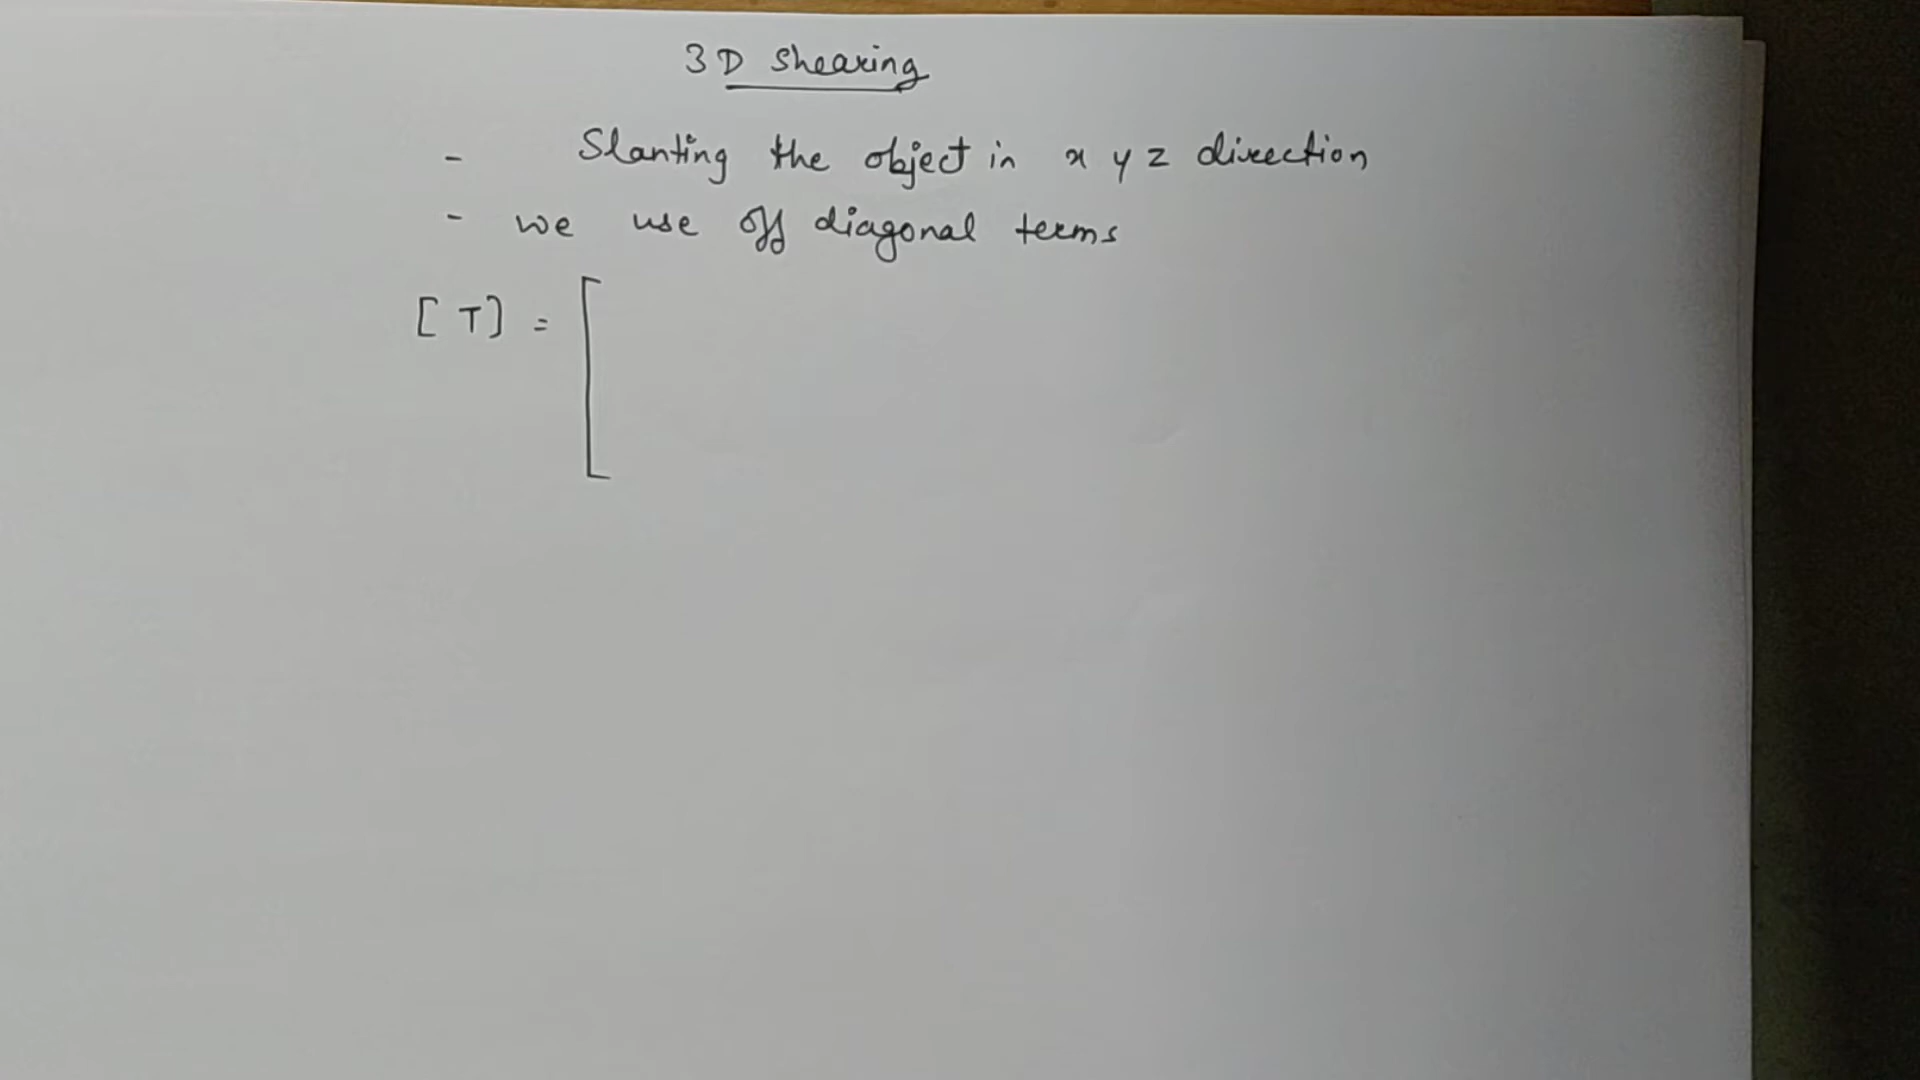 3D Shearing
- Slanting the object in x y z direction
- we use off diagonal terms
[T] = [